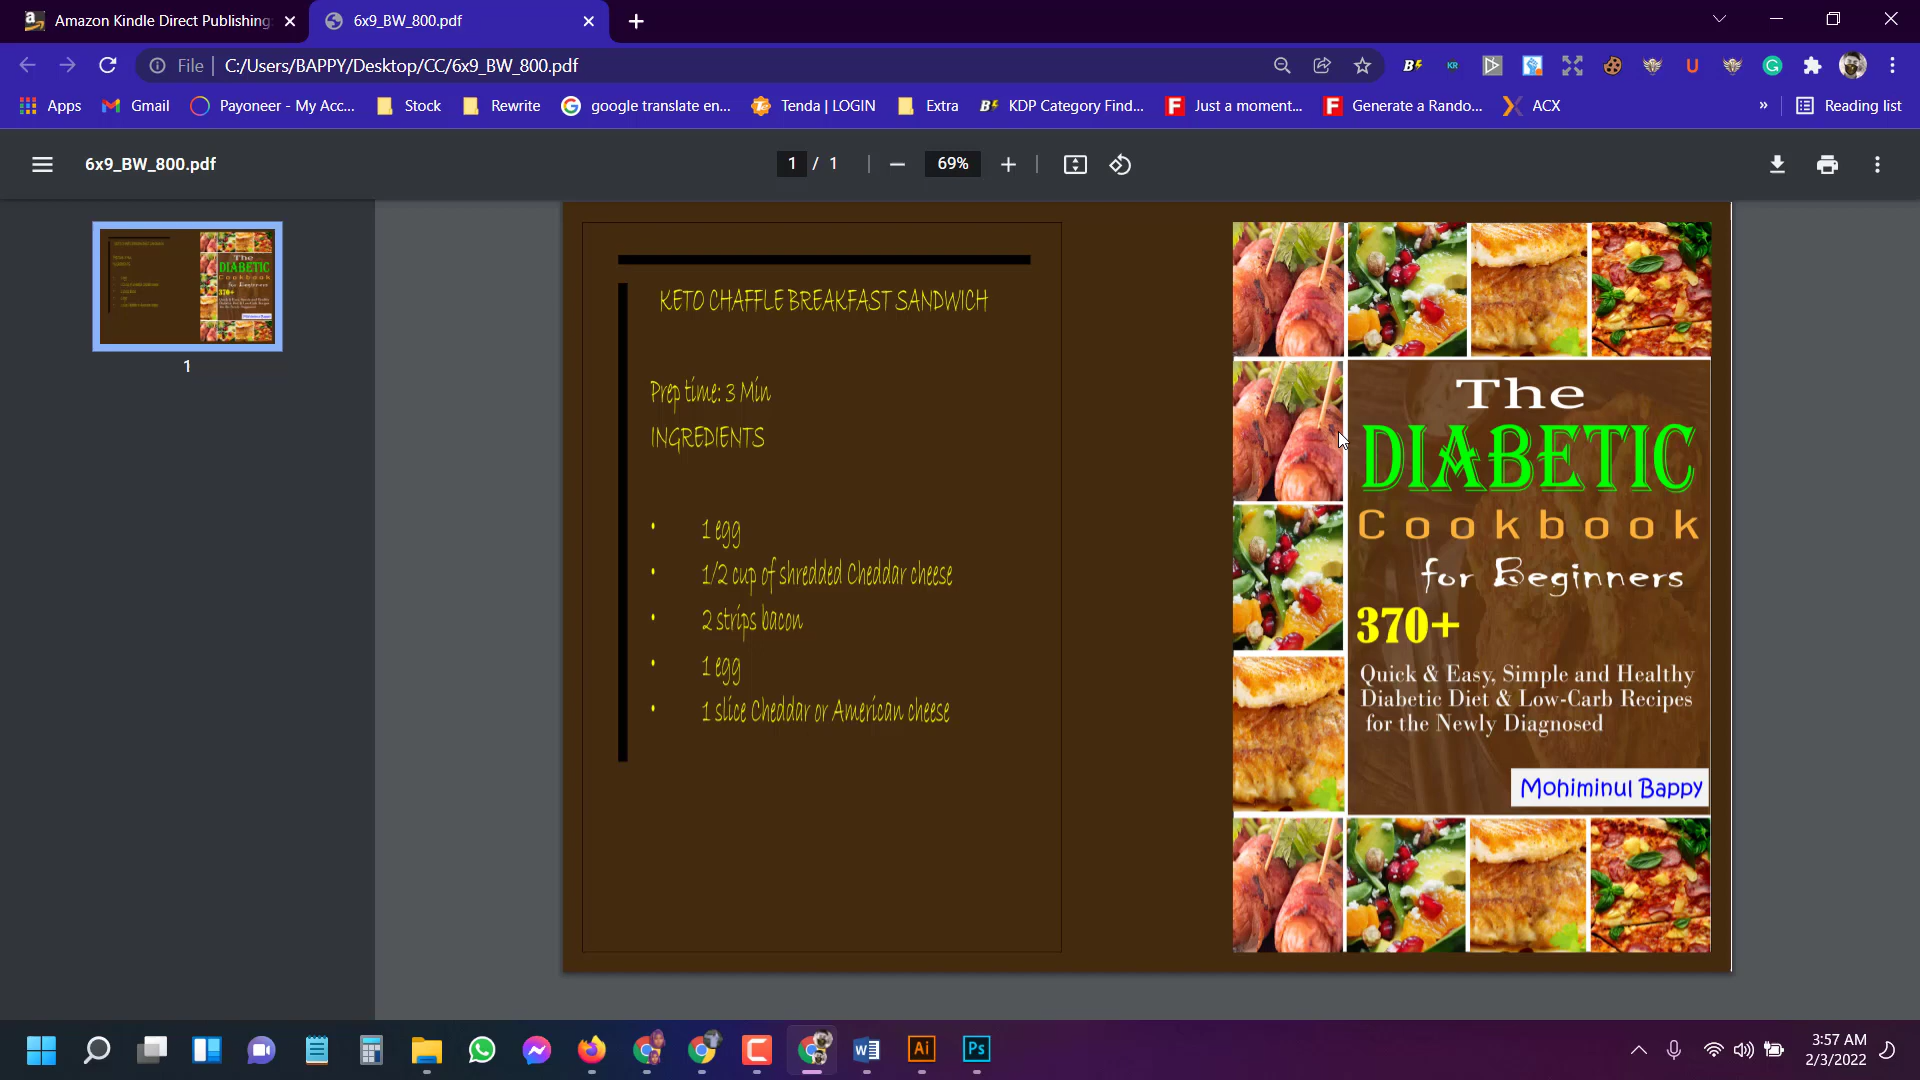 Amazon Kindle Direct Publishing:
6x9_BW_800.pdf
File
C:/Users/BAPPY/Desktop/CC/6x9_BW_800.pdf
Apps
Gmail
Payoneer - My Acc...
Stock
Rewrite
google translate en...
Tenda | LOGIN
Extra
KDP Category Find...
Just a moment...
Generate a Rando...
ACX
»
Reading list
6x9_BW_800.pdf
1 / 1
69%
1
KETO CHAFFLE BREAKFAST SANDWICH
Prep time: 3 Min
INGREDIENTS
• 1 egg
• 1/2 cup of shredded Cheddar cheese
• 2 strips bacon
• 1 egg
• 1 slice Cheddar or American cheese
The
DIABETIC
Cookbook
for Beginners
370+
Quick & Easy, Simple and Healthy
Diabetic Diet & Low-Carb Recipes
for the Newly Diagnosed
Mohiminul Bappy
Ai
Ps
3:57 AM
2/3/2022